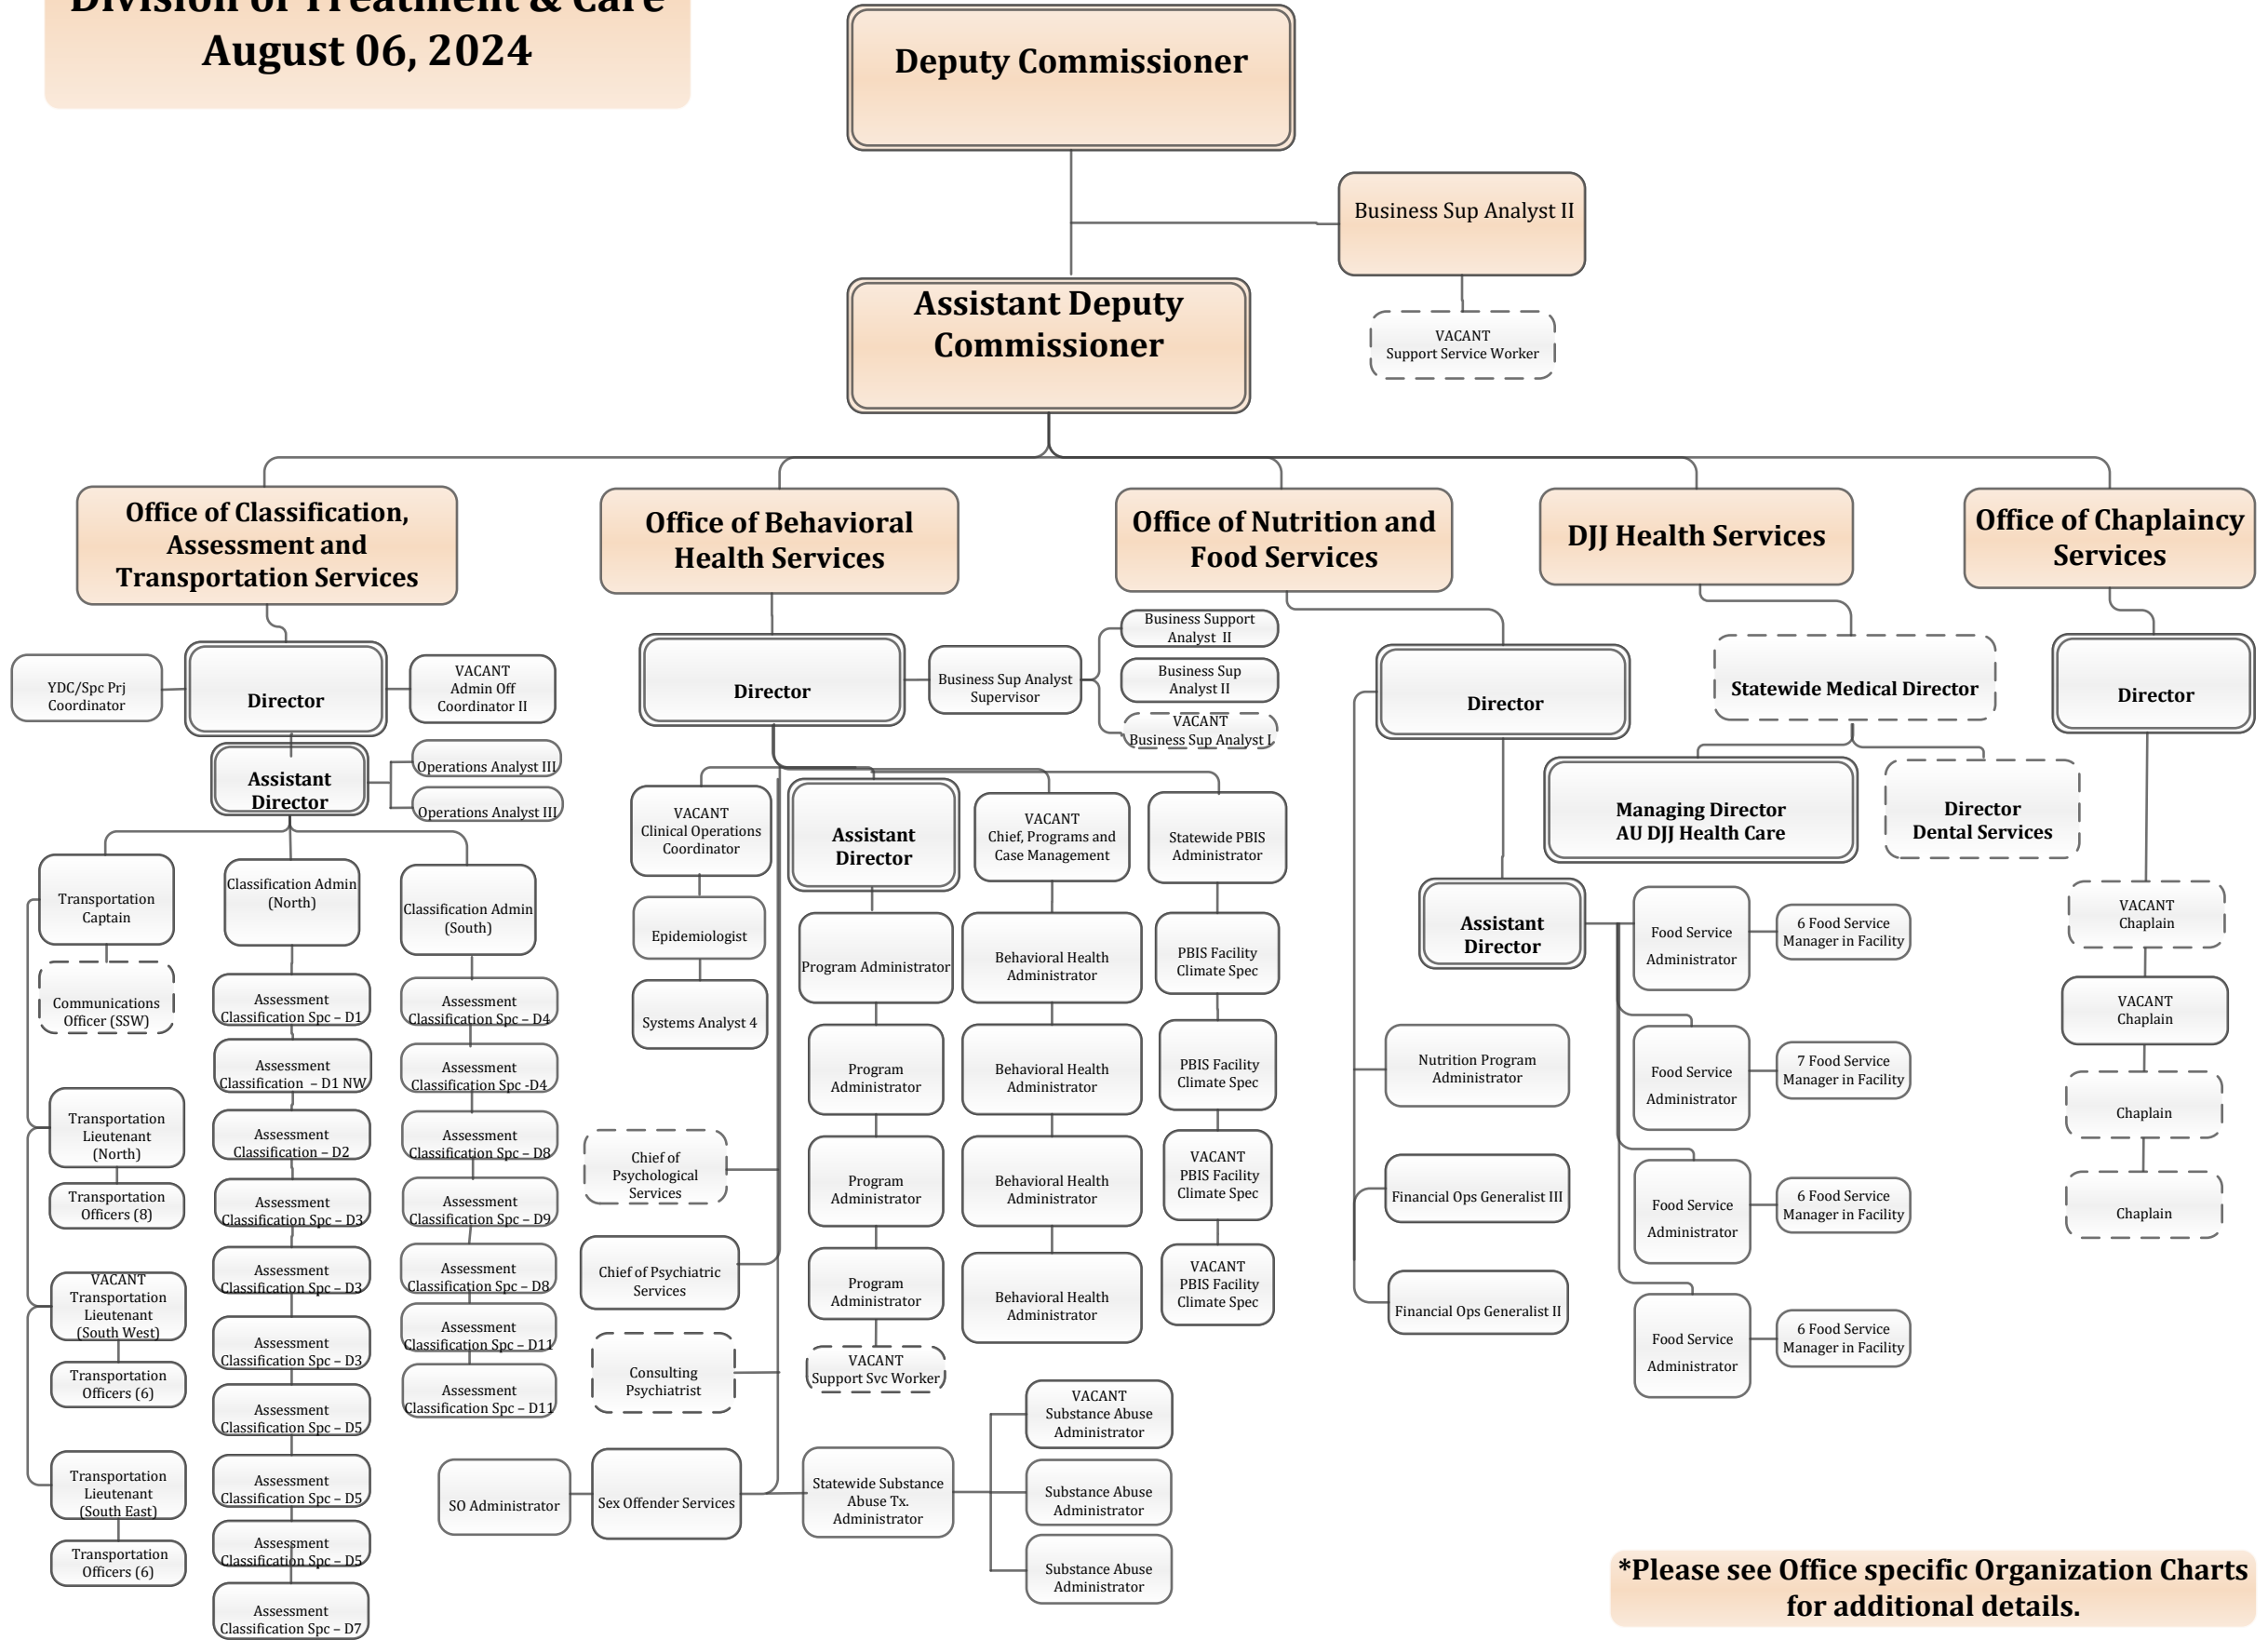 Division of Treatment & Care
August 06, 2024
Deputy Commissioner
Business Sup Analyst II
VACANT
Support Service Worker
Assistant Deputy
Commissioner
Office of Classification,
Assessment and
Transportation Services
Office of Behavioral
Health Services
Office of Nutrition and
Food Services
DJJ Health Services
Office of Chaplaincy
Services
YDC/Spc Prj
Coordinator
Director
VACANT
Admin Off
Coordinator II
Assistant
Director
Operations Analyst III
Operations Analyst III
Transportation
Captain
Communications
Officer (SSW)
Transportation
Lieutenant
(North)
Transportation
Officers (8)
VACANT
Transportation
Lieutenant
(South West)
Transportation
Officers (6)
Transportation
Lieutenant
(South East)
Transportation
Officers (6)
Classification Admin
(North)
Assessment
Classification Spc – D1
Assessment
Classification – D1 NW
Assessment
Classification – D2
Assessment
Classification Spc – D3
Assessment
Classification Spc – D3
Assessment
Classification Spc – D3
Assessment
Classification Spc – D5
Assessment
Classification Spc – D5
Assessment
Classification Spc – D5
Assessment
Classification Spc – D7
Classification Admin
(South)
Assessment
Classification Spc – D4
Assessment
Classification Spc -D4
Assessment
Classification Spc – D8
Assessment
Classification Spc – D9
Assessment
Classification Spc – D8
Assessment
Classification Spc – D11
Assessment
Classification Spc – D11
Director
Business Sup Analyst
Supervisor
Business Support
Analyst II
Business Sup
Analyst II
VACANT
Business Sup Analyst I
VACANT
Clinical Operations
Coordinator
Epidemiologist
Systems Analyst 4
Chief of
Psychological
Services
Chief of Psychiatric
Services
Consulting
Psychiatrist
SO Administrator
Sex Offender Services
Assistant
Director
Program Administrator
Program
Administrator
Program
Administrator
Program
Administrator
VACANT
Support Svc Worker
Statewide Substance
Abuse Tx.
Administrator
VACANT
Substance Abuse
Administrator
Substance Abuse
Administrator
Substance Abuse
Administrator
VACANT
Chief, Programs and
Case Management
Behavioral Health
Administrator
Behavioral Health
Administrator
Behavioral Health
Administrator
Behavioral Health
Administrator
Statewide PBIS
Administrator
PBIS Facility
Climate Spec
PBIS Facility
Climate Spec
VACANT
PBIS Facility
Climate Spec
VACANT
PBIS Facility
Climate Spec
Director
Nutrition Program
Administrator
Financial Ops Generalist III
Financial Ops Generalist II
Assistant
Director
Food Service
Administrator
6 Food Service
Manager in Facility
Food Service
Administrator
7 Food Service
Manager in Facility
Food Service
Administrator
6 Food Service
Manager in Facility
Food Service
Administrator
6 Food Service
Manager in Facility
Statewide Medical Director
Managing Director
AU DJJ Health Care
Director
Dental Services
Director
VACANT
Chaplain
VACANT
Chaplain
Chaplain
Chaplain
*Please see Office specific Organization Charts
for additional details.